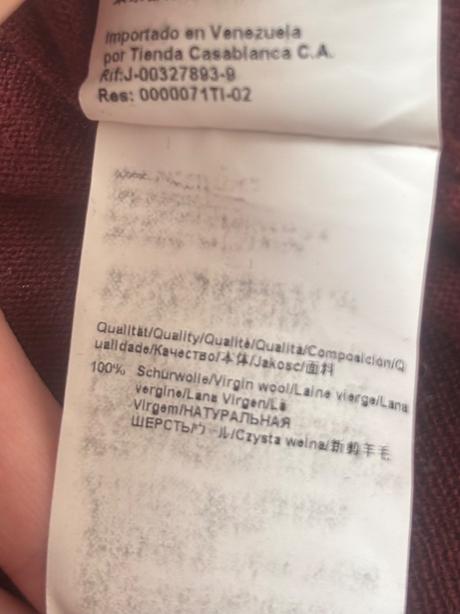 Importado en Venezuela
por Tienda Casablanca C.A.
Rif:J-00327893-9
Res: 0000071TI-02
Qualität/Quality/Qualité/Qualità/Composición/Q
ualidade/Качество/本体/Jakosc/面料
100% Schurwolle/Virgin wool/Laine vierge/Lana
vergine/Lana Virgen/Lã
Virgem/НАТУРАЛЬНАЯ
ШЕРСТЬ/ウール/Czysta welna/新剪羊毛